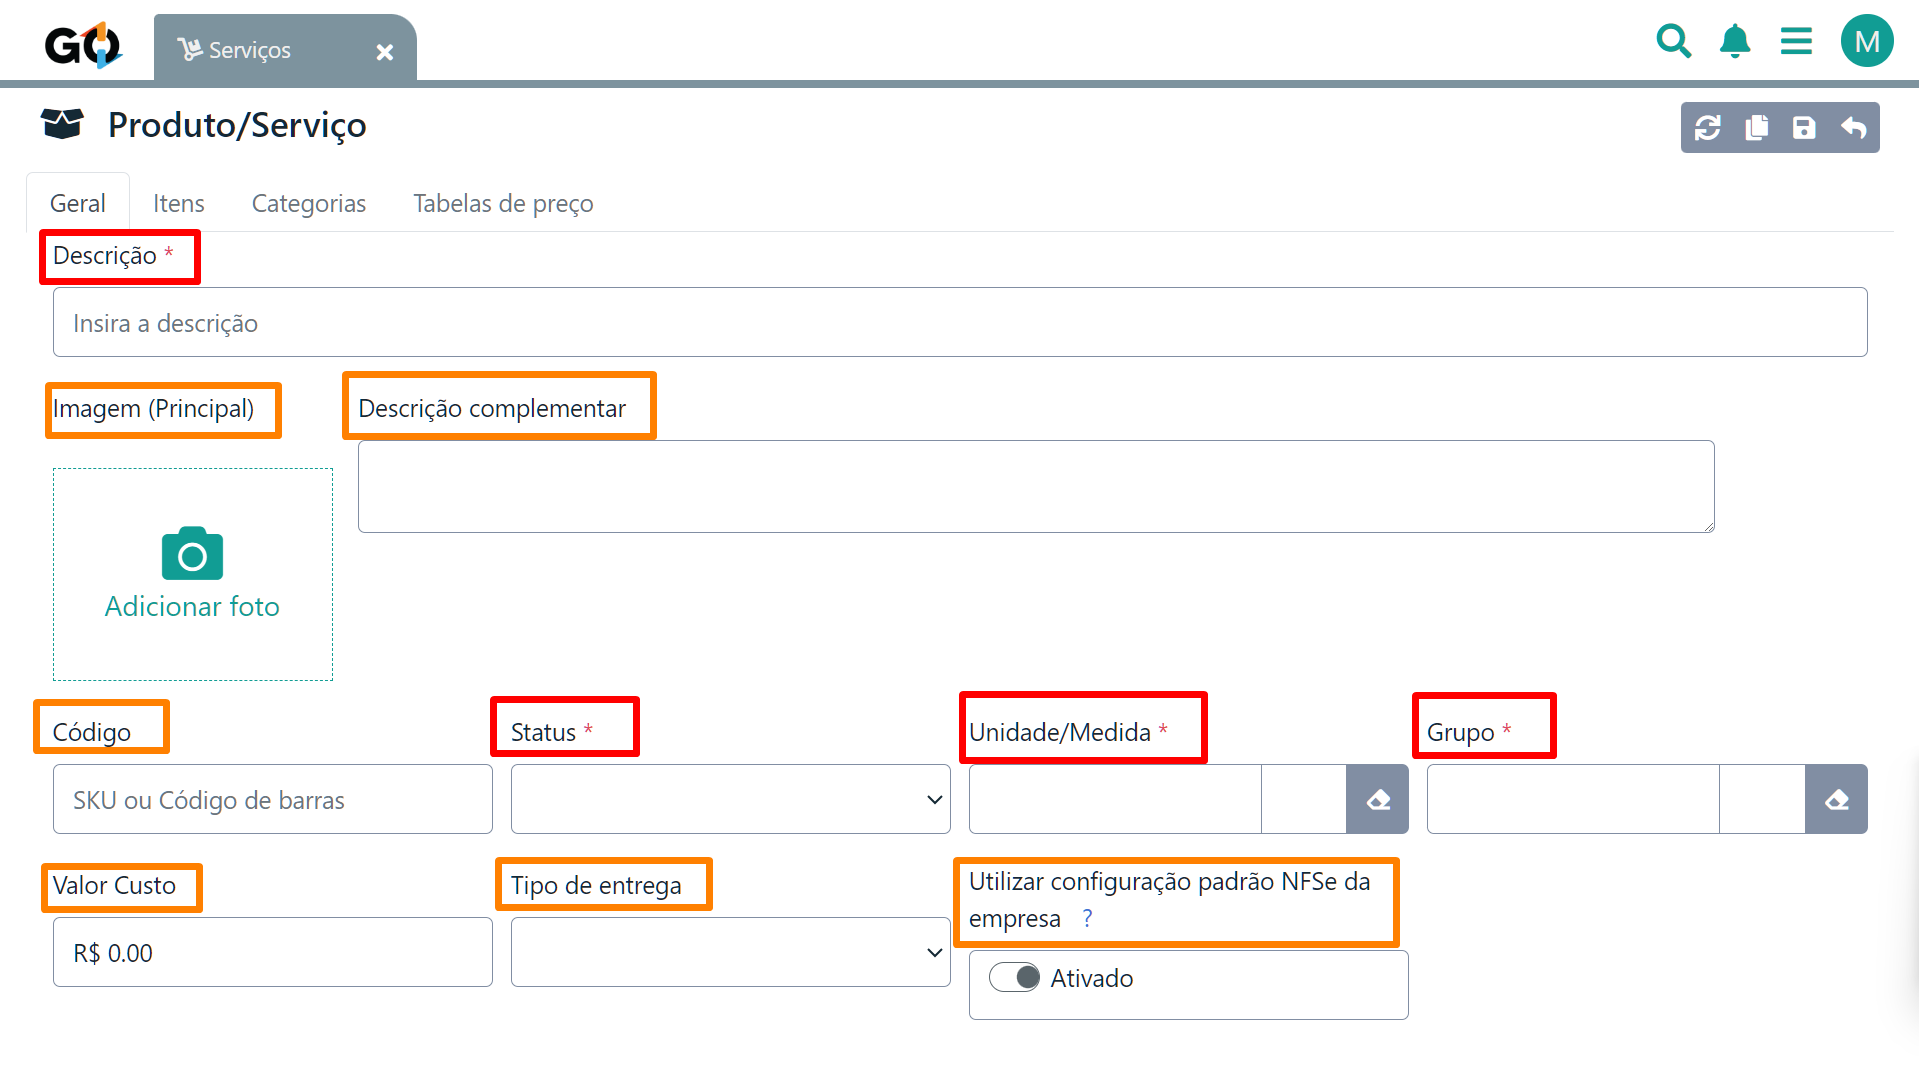 GO
Serviços
M
Produto/Serviço
Geral Itens Categorias Tabelas de preço
Descrição *
Insira a descrição
Imagem (Principal) Descrição complementar
Adicionar foto
Código Status * Unidade/Medida * Grupo *
SKU ou Código de barras
Valor Custo Tipo de entrega Utilizar configuração padrão NFSe da
empresa ?
R$ 0.00
Ativado